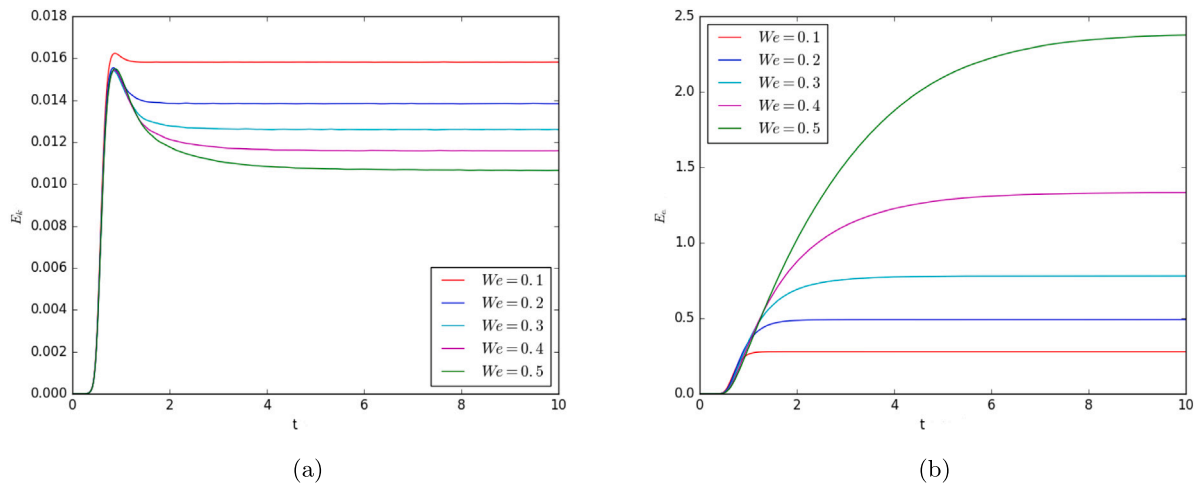 0.018
0.016
0.014
0.012
0.010
0.008
0.006
0.004
0.002
0.000
E_k
0 2 4 6 8 10
t
We = 0.1
We = 0.2
We = 0.3
We = 0.4
We = 0.5
(a)
2.5
2.0
1.5
1.0
0.5
0.0
E_e
0 2 4 6 8 10
t
We = 0.1
We = 0.2
We = 0.3
We = 0.4
We = 0.5
(b)